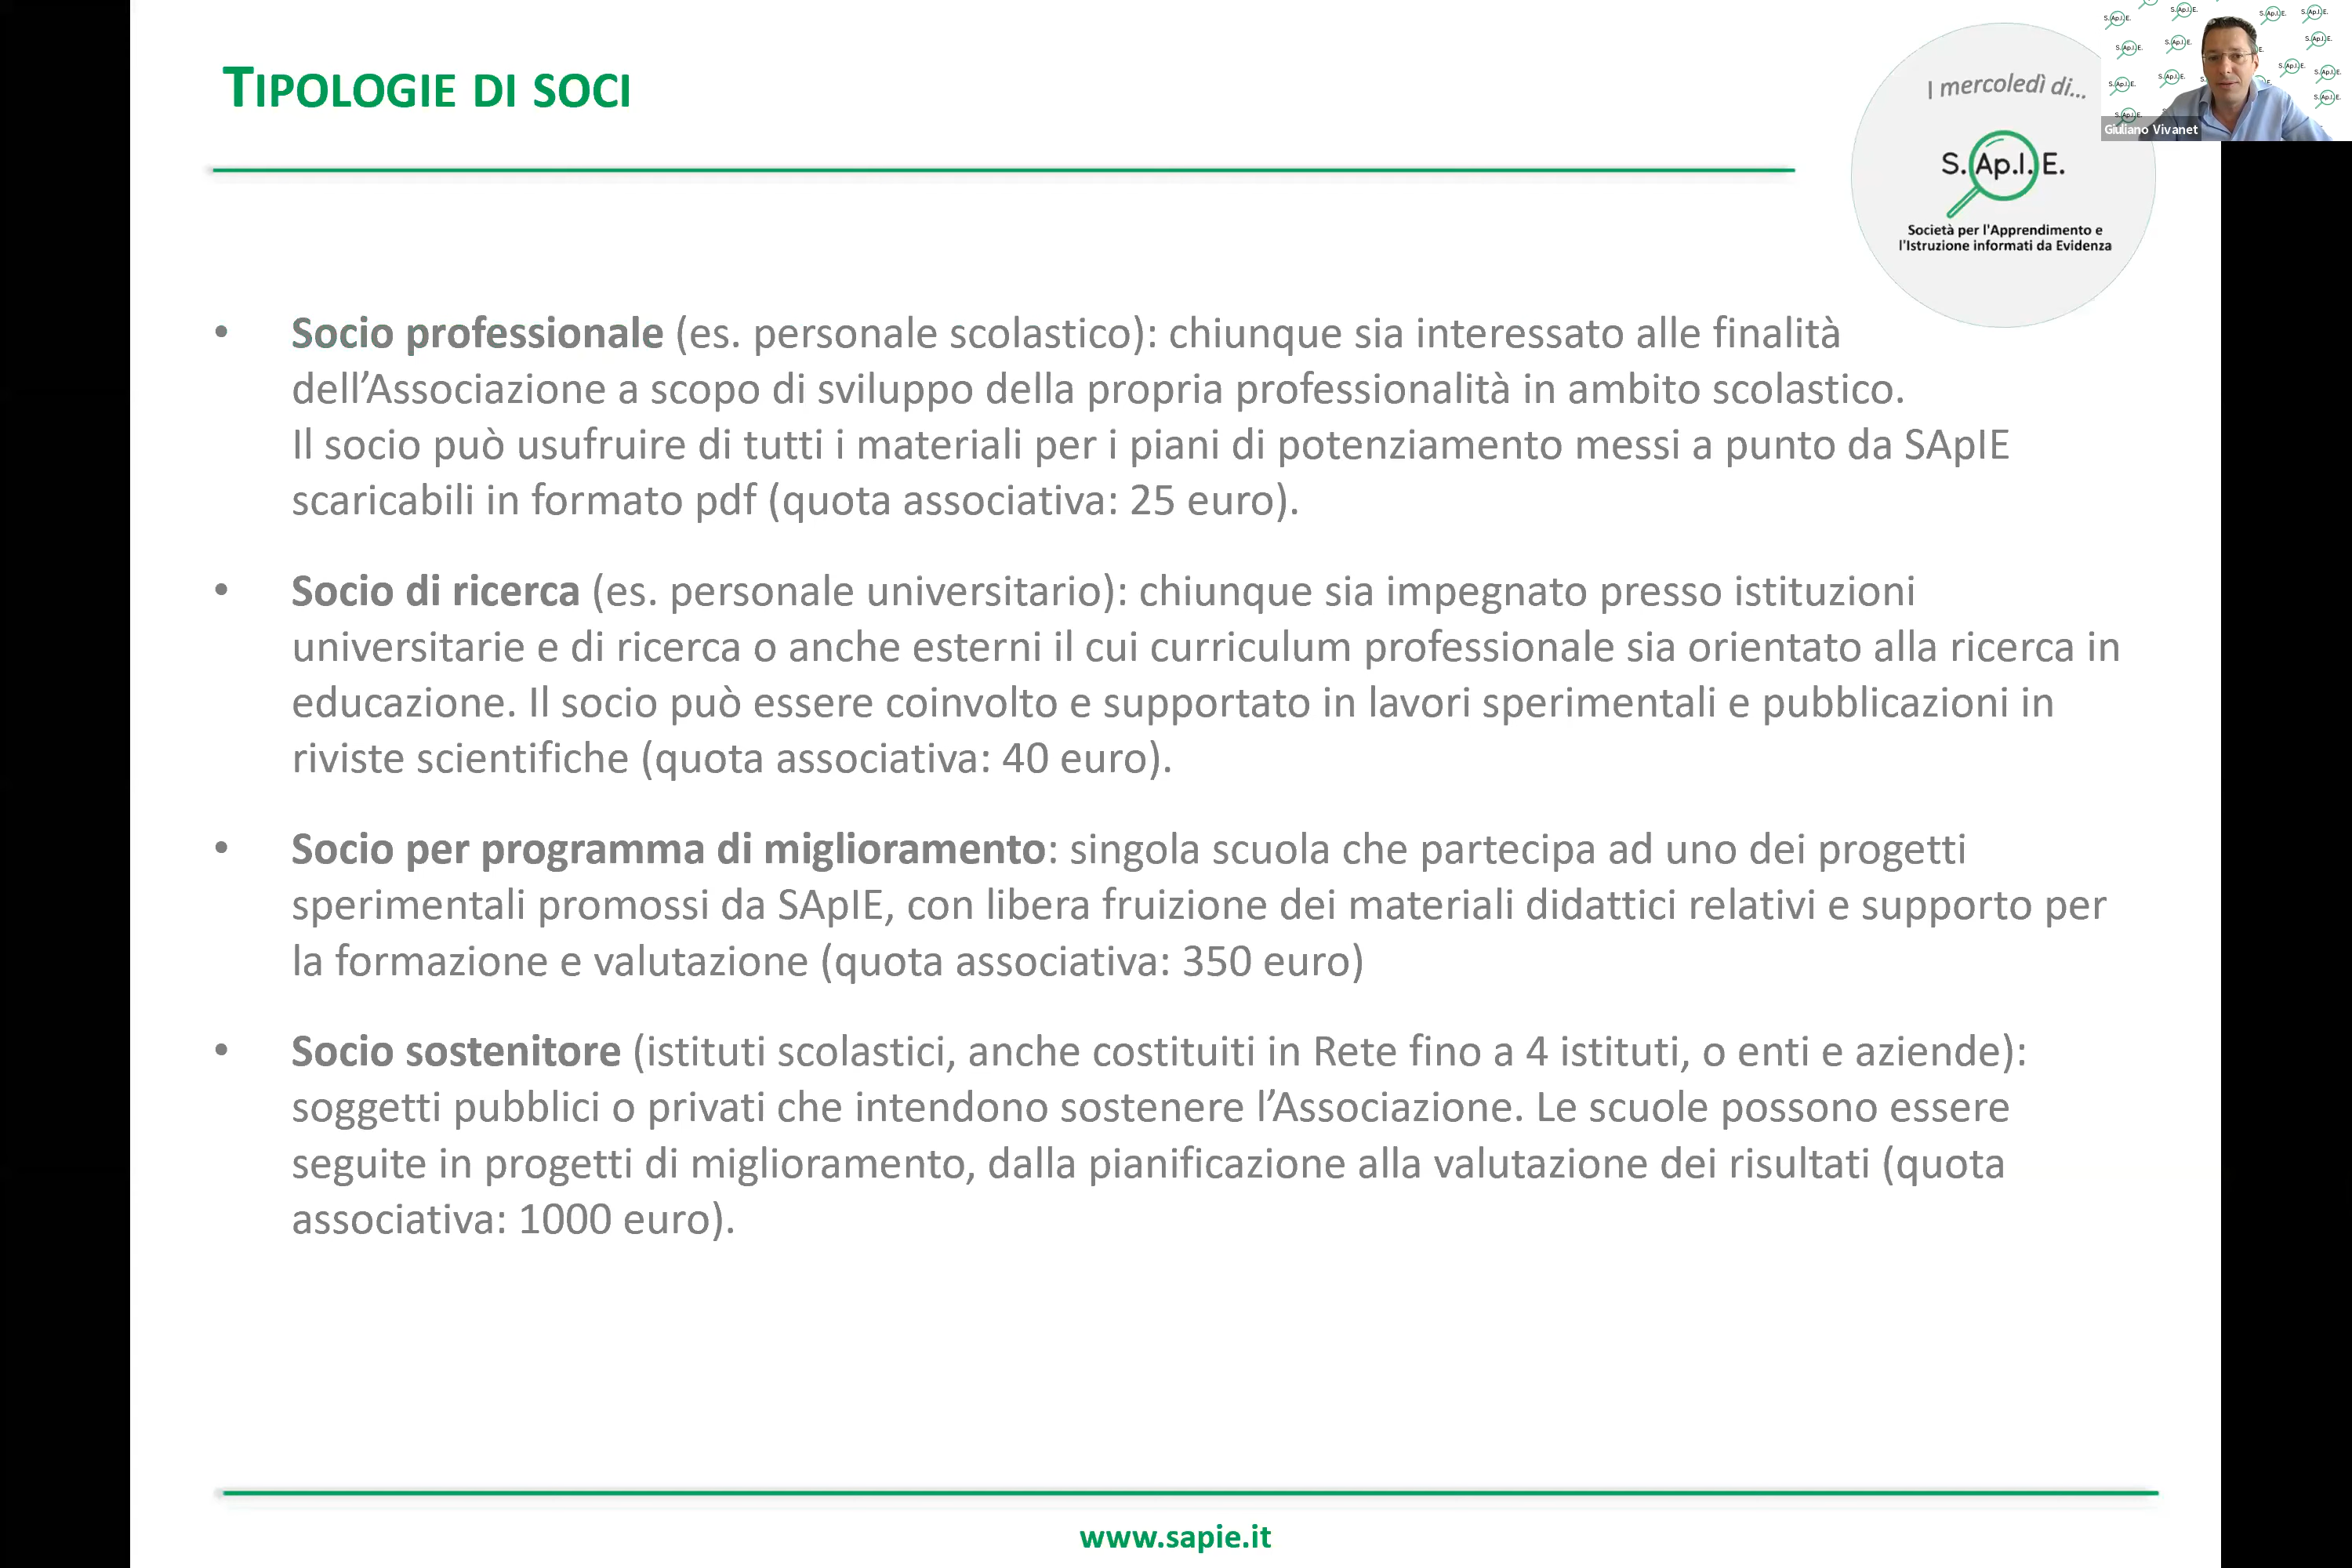 TIPOLOGIE DI SOCI
I mercoledì di...
S.Ap.I.E.
Società per l'Apprendimento e
l'Istruzione informati da Evidenza
Giuliano Vivanet
• Socio professionale (es. personale scolastico): chiunque sia interessato alle finalità
dell’Associazione a scopo di sviluppo della propria professionalità in ambito scolastico.
Il socio può usufruire di tutti i materiali per i piani di potenziamento messi a punto da SApIE
scaricabili in formato pdf (quota associativa: 25 euro).
• Socio di ricerca (es. personale universitario): chiunque sia impegnato presso istituzioni
universitarie e di ricerca o anche esterni il cui curriculum professionale sia orientato alla ricerca in
educazione. Il socio può essere coinvolto e supportato in lavori sperimentali e pubblicazioni in
riviste scientifiche (quota associativa: 40 euro).
• Socio per programma di miglioramento: singola scuola che partecipa ad uno dei progetti
sperimentali promossi da SApIE, con libera fruizione dei materiali didattici relativi e supporto per
la formazione e valutazione (quota associativa: 350 euro)
• Socio sostenitore (istituti scolastici, anche costituiti in Rete fino a 4 istituti, o enti e aziende):
soggetti pubblici o privati che intendono sostenere l’Associazione. Le scuole possono essere
seguite in progetti di miglioramento, dalla pianificazione alla valutazione dei risultati (quota
associativa: 1000 euro).
www.sapie.it